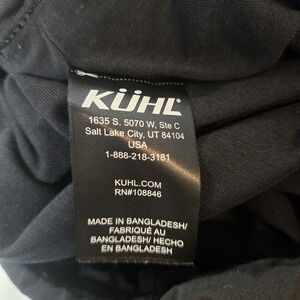 KÜHL
1635 S. 5070 W, Ste C
Salt Lake City, UT 84104
USA
1-888-218-3181
KUHL.COM
RN#108846
MADE IN BANGLADESH/
FABRIQUÉ AU
BANGLADESH/ HECHO
EN BANGLADESH